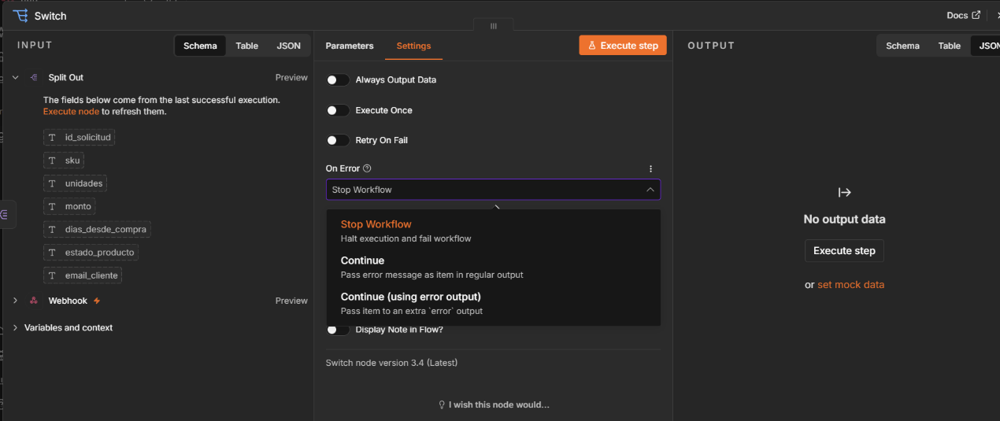 Switch
Docs
INPUT
Schema
Table
JSON
Split Out
Preview
The fields below come from the last successful execution.
Execute node to refresh them.
T id_solicitud
T sku
T unidades
T monto
T dias_desde_compra
T estado_producto
T email_cliente
Webhook
Preview
Variables and context
Parameters
Settings
Execute step
Always Output Data
Execute Once
Retry On Fail
On Error
Stop Workflow
Stop Workflow
Halt execution and fail workflow
Continue
Pass error message as item in regular output
Continue (using error output)
Pass item to an extra `error` output
Display Note in Flow?
Switch node version 3.4 (Latest)
I wish this node would...
OUTPUT
Schema
Table
JSON
No output data
Execute step
or set mock data